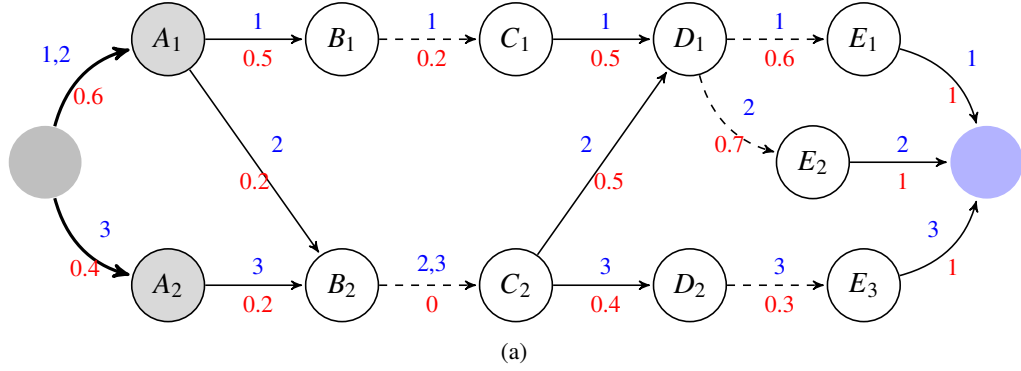 1 1 1 1
A₁ B₁ C₁ D₁ E₁
1,2 0.5 0.2 0.5 0.6 1
0.6 2 1
2 2 2
0.2 0.5 0.7 E₂ 1
3 3 2,3 3 3 3
0.4 A₂ B₂ C₂ D₂ E₃ 1
0.2 0 0.4 0.3
(a)